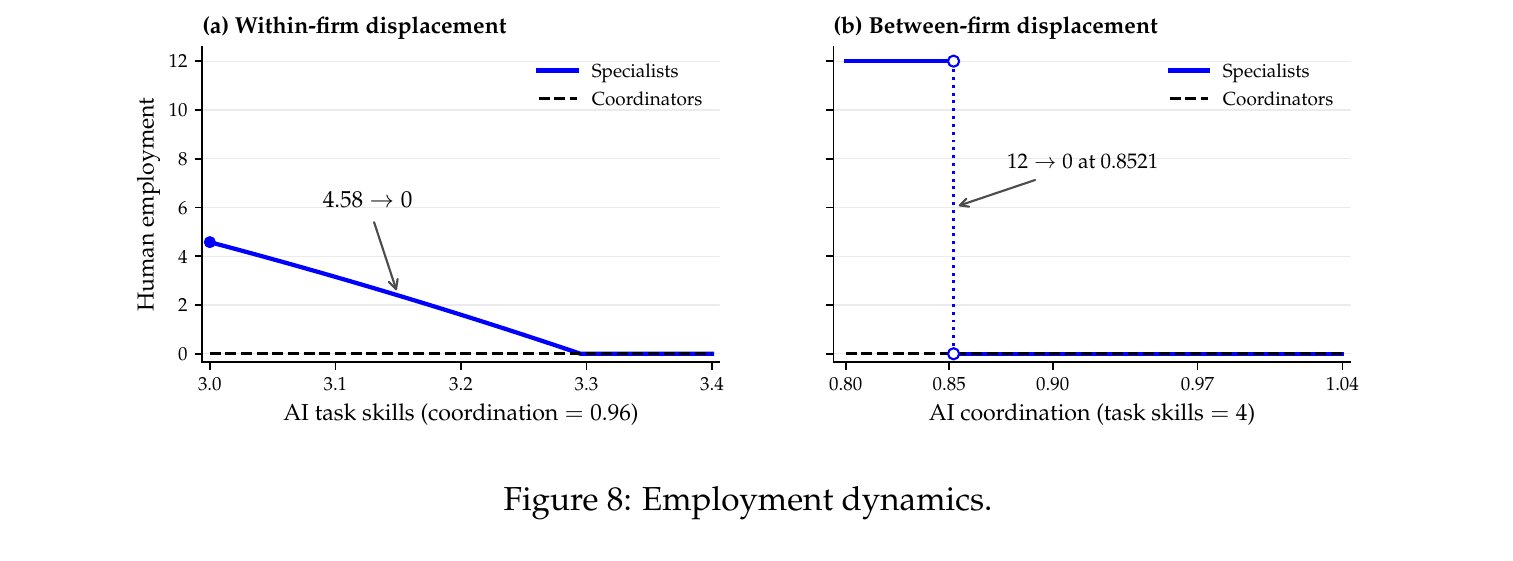 (a) Within-firm displacement
Human employment
12
10
8
6
4
2
0
Specialists
Coordinators
4.58 → 0
3.0 3.1 3.2 3.3 3.4
AI task skills (coordination = 0.96)
(b) Between-firm displacement
Specialists
Coordinators
12 → 0 at 0.8521
0.80 0.85 0.90 0.97 1.04
AI coordination (task skills = 4)
Figure 8: Employment dynamics.